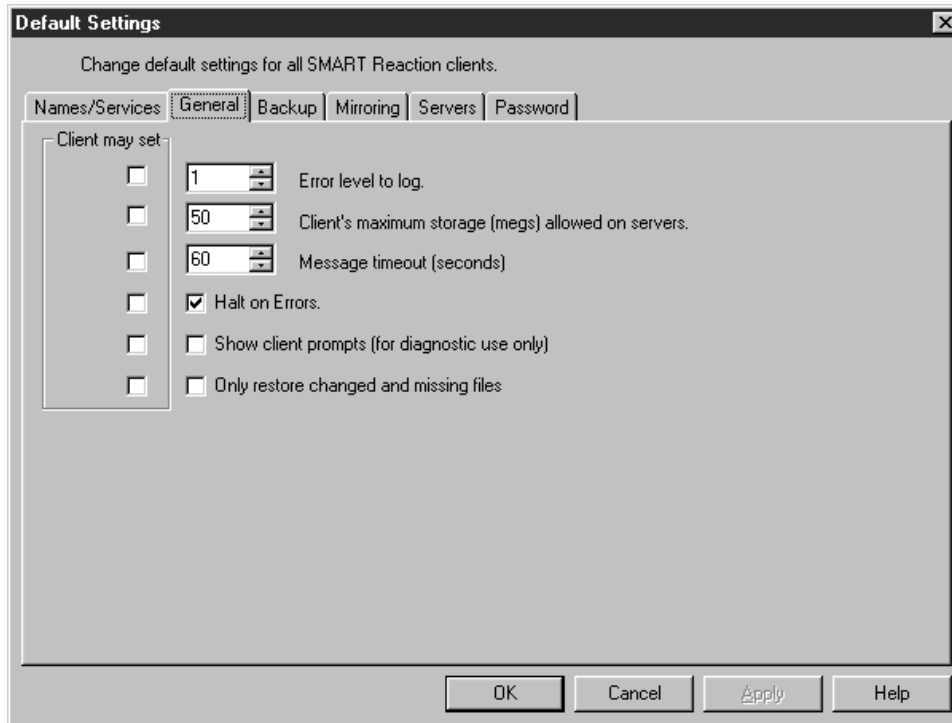 Default Settings
Change default settings for all SMART Reaction clients.
Names/Services General Backup Mirroring Servers Password
Client may set
1 Error level to log.
50 Client's maximum storage (megs) allowed on servers.
60 Message timeout (seconds)
Halt on Errors.
Show client prompts (for diagnostic use only)
Only restore changed and missing files
OK Cancel Apply Help